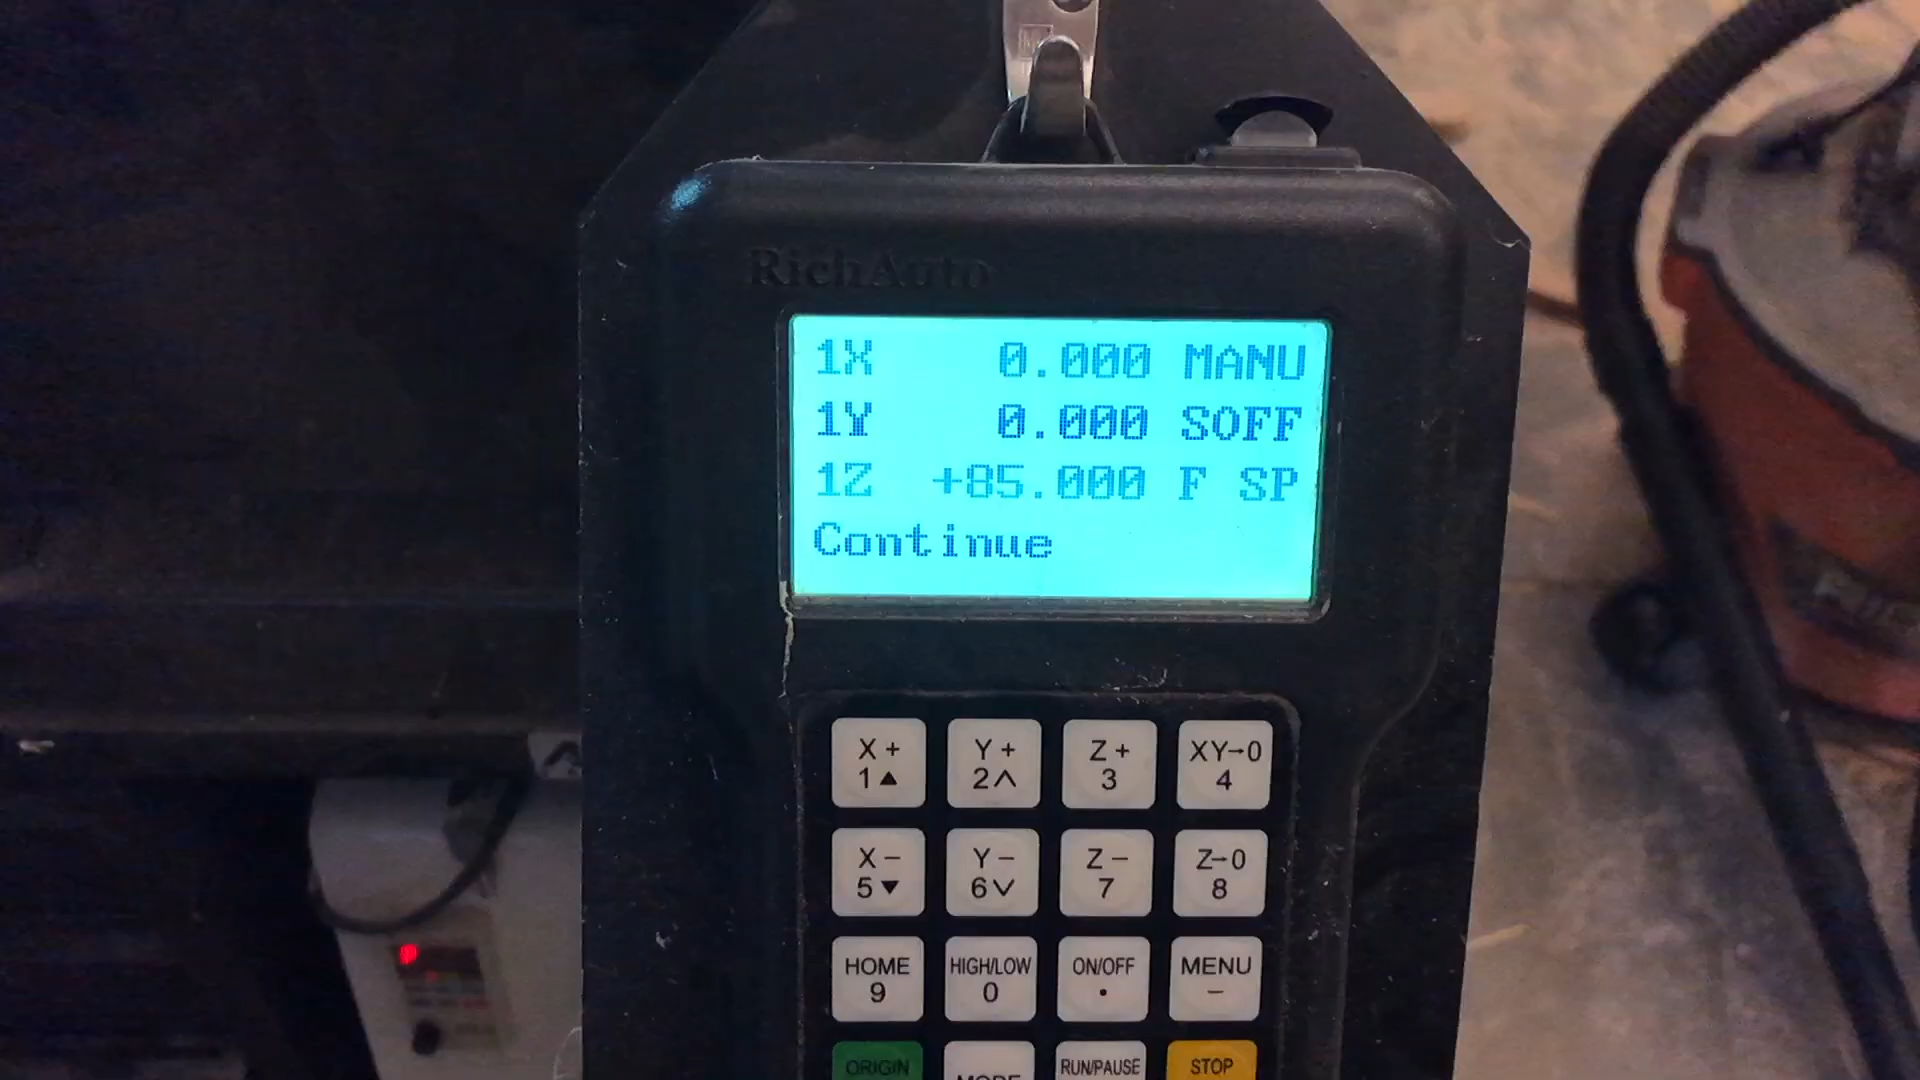 RichAuto
1X 0.000 MANU
1Y 0.000 SOFF
1Z +85.000 F SP
Continue
X+ Y+ Z+ XY→0
1▲ 2∧ 3 4
X− Y− Z− Z→0
5▼ 6∨ 7 8
HOME HIGH/LOW ON/OFF MENU
9 0 • −
ORIGIN MODE RUN/PAUSE STOP